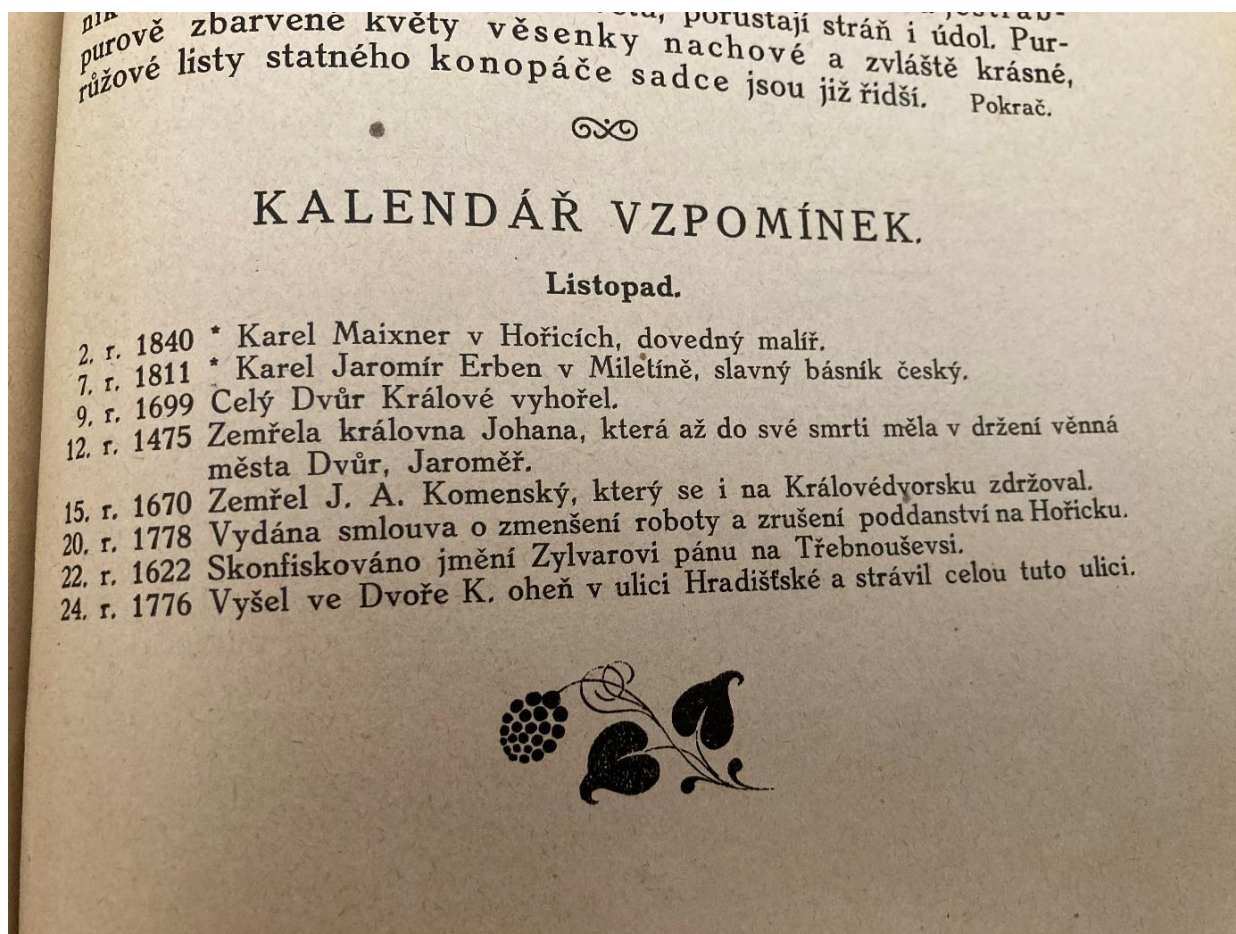 porůstají stráň i údol. Pur-
purově zbarvené květy věsenky nachové a zvláště krásné,
růžové listy statného konopáče sadce jsou již řidší. Pokrač.
KALENDÁŘ VZPOMÍNEK.
Listopad.
2. r. 1840 * Karel Maixner v Hořicích, dovedný malíř.
7. r. 1811 * Karel Jaromír Erben v Miletíně, slavný básník český.
9. r. 1699 Celý Dvůr Králové vyhořel.
12. r. 1475 Zemřela královna Johana, která až do své smrti měla v držení věnná
města Dvůr, Jaroměř.
15. r. 1670 Zemřel J. A. Komenský, který se i na Královédvorsku zdržoval.
20. r. 1778 Vydána smlouva o zmenšení roboty a zrušení poddanství na Hořicku.
22. r. 1622 Skonfiskováno jmění Zylvarovi pánu na Třebnouševsi.
24. r. 1776 Vyšel ve Dvoře K. oheň v ulici Hradišťské a strávil celou tuto ulici.